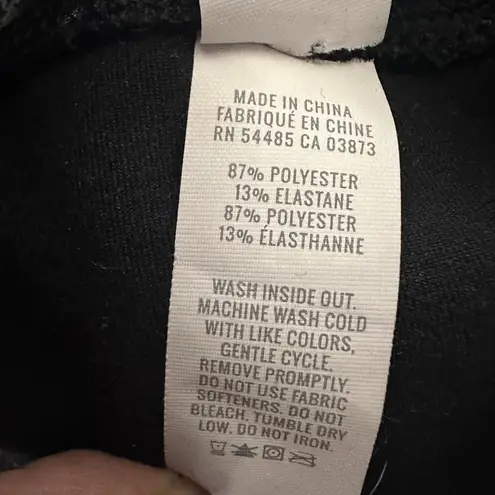 MADE IN CHINA
FABRIQUÉ EN CHINE
RN 54485 CA 03873
87% POLYESTER
13% ELASTANE
87% POLYESTER
13% ÉLASTHANNE
WASH INSIDE OUT.
MACHINE WASH COLD
WITH LIKE COLORS,
GENTLE CYCLE.
REMOVE PROMPTLY.
DO NOT USE FABRIC
SOFTENERS. DO NOT
BLEACH. TUMBLE DRY
LOW. DO NOT IRON.